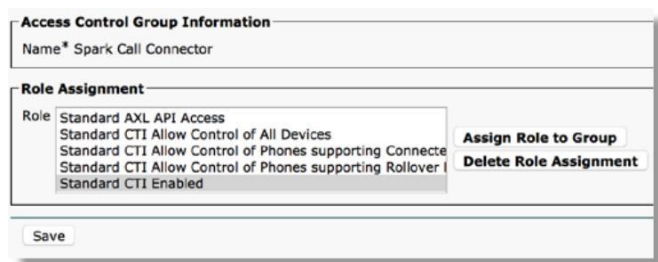 Access Control Group Information
Name* Spark Call Connector
Role Assignment
Role
Standard AXL API Access
Standard CTI Allow Control of All Devices
Standard CTI Allow Control of Phones supporting Connecte
Standard CTI Allow Control of Phones supporting Rollover
Standard CTI Enabled
Assign Role to Group
Delete Role Assignment
Save